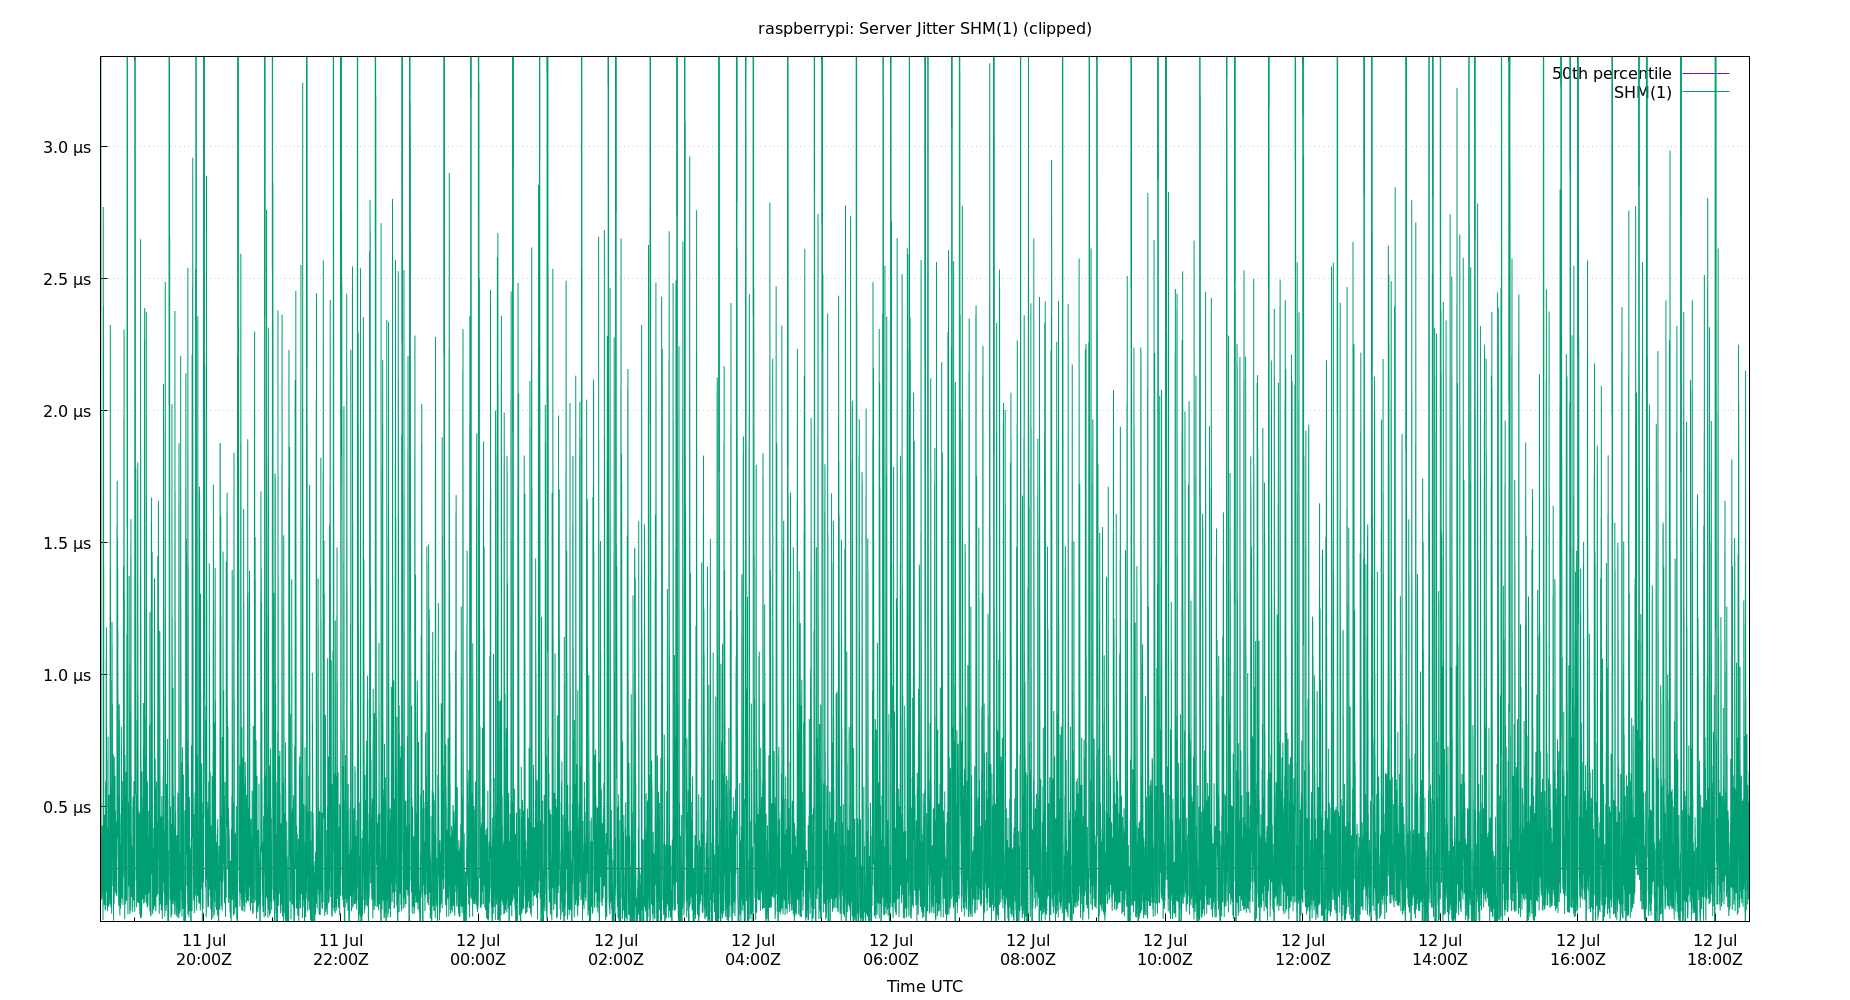 raspberrypi: Server Jitter SHM(1) (clipped)
50th percentile
SHM(1)
3.0 μs
2.5 μs
2.0 μs
1.5 μs
1.0 μs
0.5 μs
11 Jul 11 Jul 12 Jul 12 Jul 12 Jul 12 Jul 12 Jul 12 Jul 12 Jul 12 Jul 12 Jul 12 Jul
20:00Z 22:00Z 00:00Z 02:00Z 04:00Z 06:00Z 08:00Z 10:00Z 12:00Z 14:00Z 16:00Z 18:00Z
Time UTC